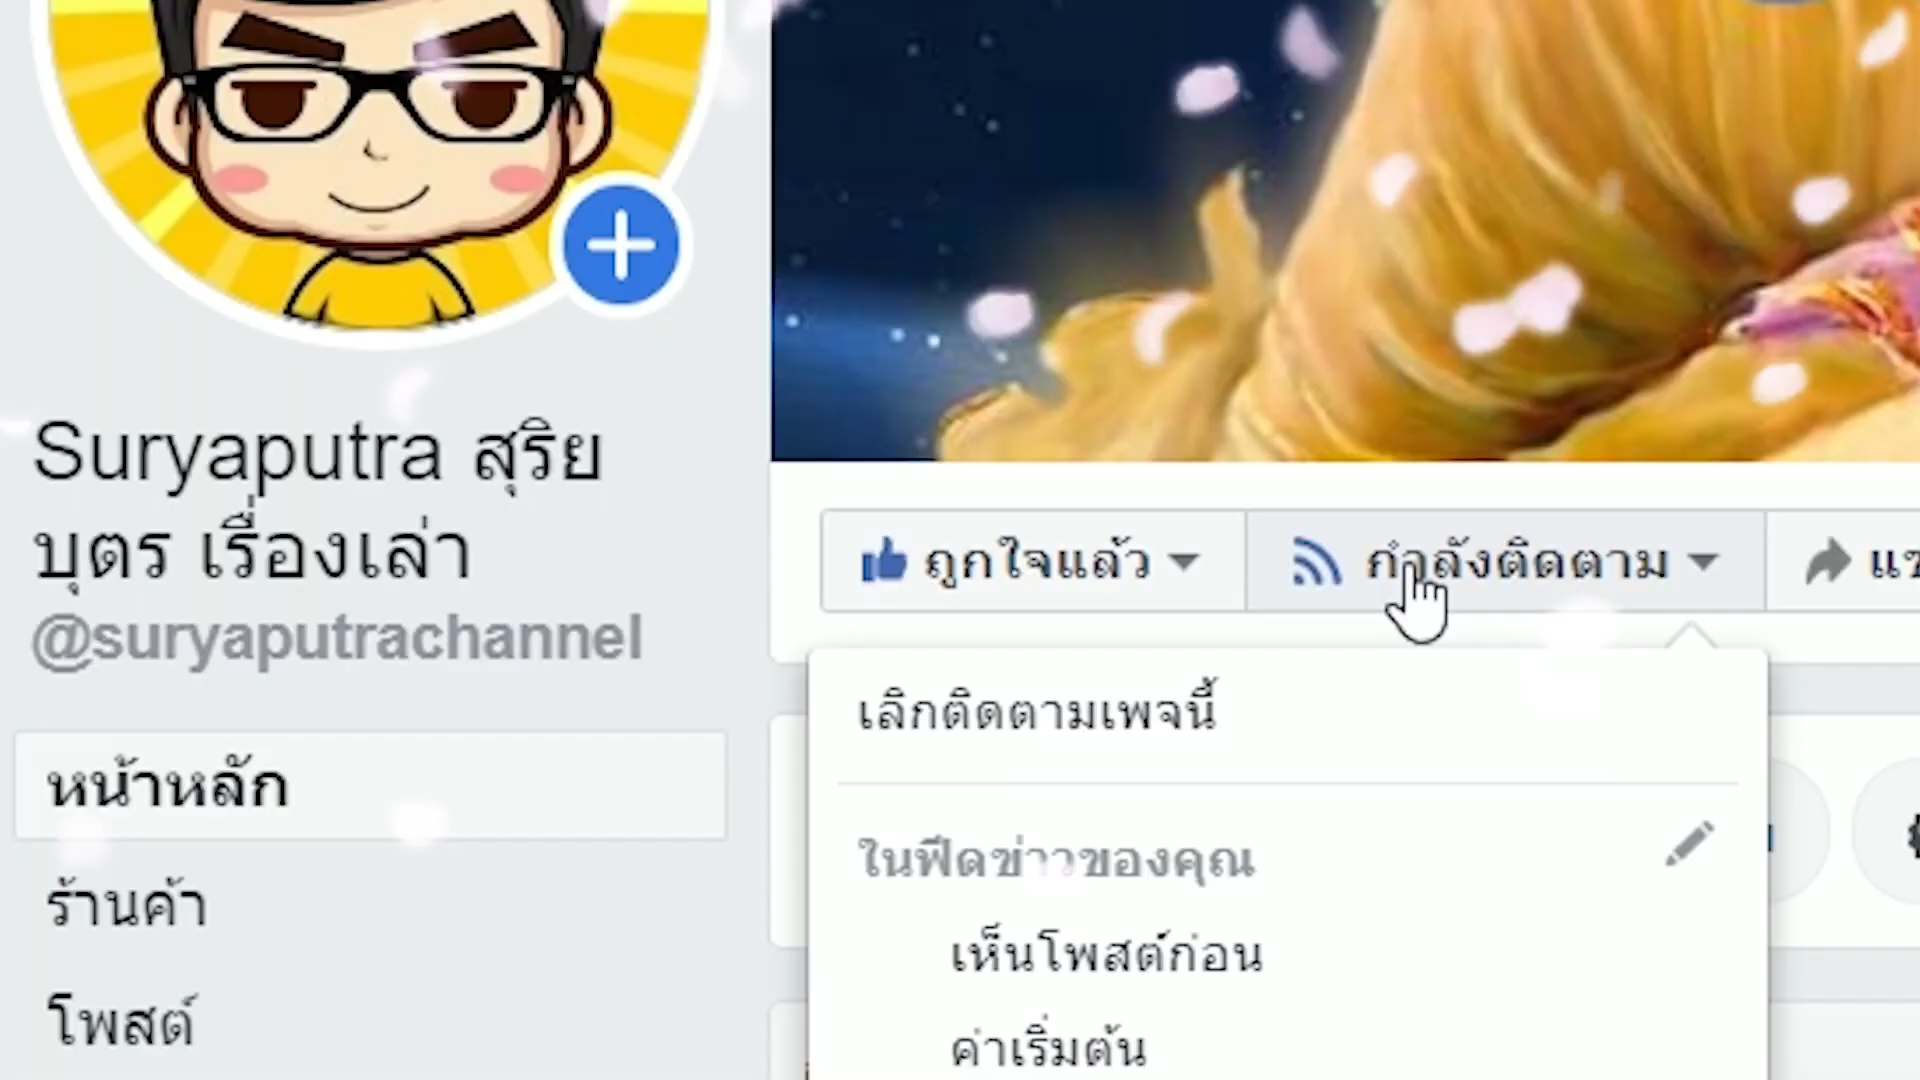 Suryaputra สุริย
บุตร เรื่องเล่า
@suryaputrachannel
หน้าหลัก
ร้านค้า
โพสต์
ถูกใจแล้ว
กำลังติดตาม
เลิกติดตามเพจนี้
ในฟีดข่าวของคุณ
เห็นโพสต์ก่อน
ค่าเริ่มต้น